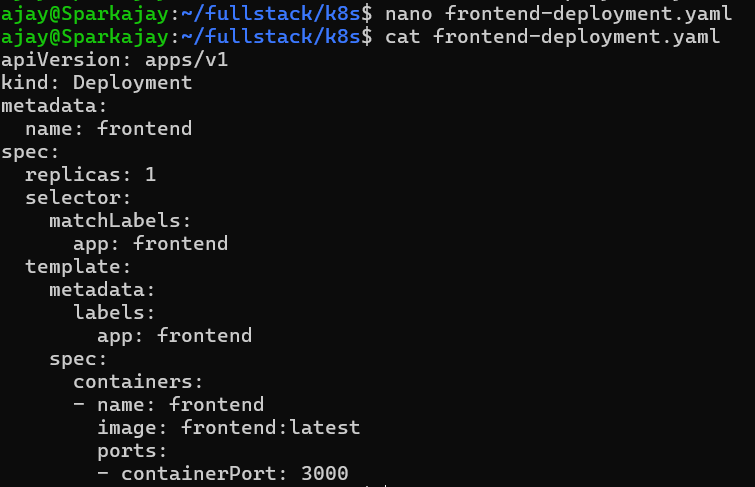 ajay@Sparkajay:~/fullstack/k8s$ nano frontend-deployment.yaml
ajay@Sparkajay:~/fullstack/k8s$ cat frontend-deployment.yaml
apiVersion: apps/v1
kind: Deployment
metadata:
  name: frontend
spec:
  replicas: 1
  selector:
    matchLabels:
      app: frontend
  template:
    metadata:
      labels:
        app: frontend
    spec:
      containers:
      - name: frontend
        image: frontend:latest
        ports:
        - containerPort: 3000